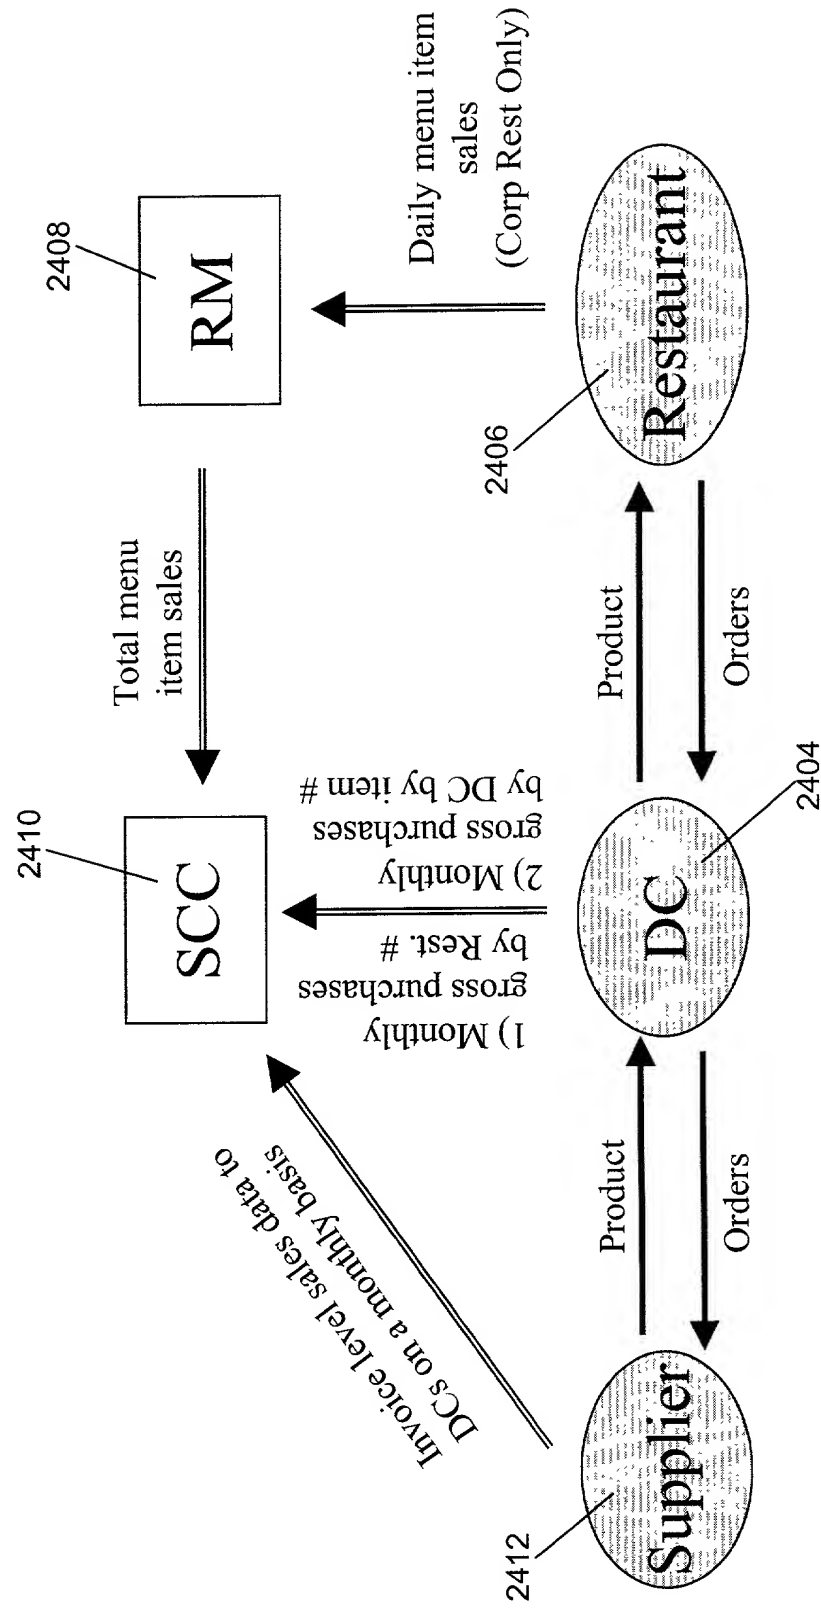 2410
2408
SCC
RM
Total menu
item sales
Invoice level sales data to
DCs on a monthly basis
1) Monthly
gross purchases
by Rest. #
2) Monthly
gross purchases
by DC by item #
Daily menu item
sales
(Corp Rest Only)
2412
Supplier
Product
Orders
DC
2404
Product
Orders
2406
Restaurant